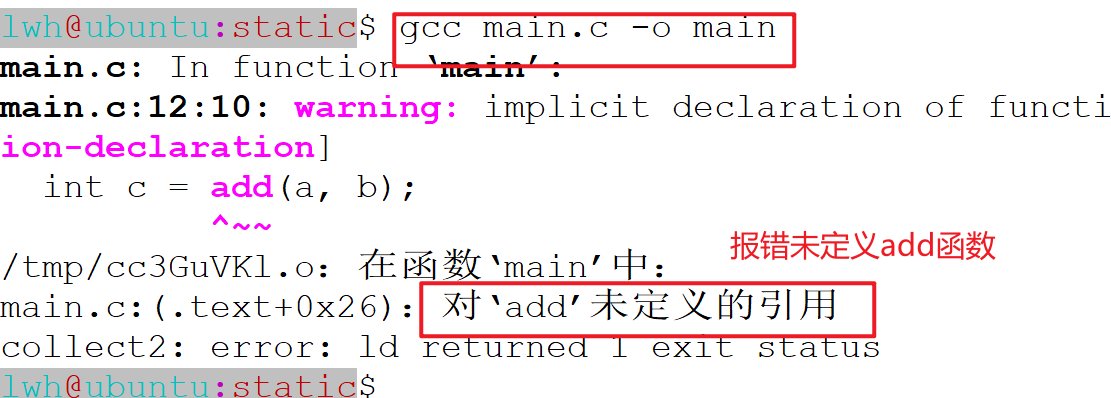 lwh@ubuntu:static$ gcc main.c -o main
main.c: In function ‘main’:
main.c:12:10: warning: implicit declaration of functi
ion-declaration]
int c = add(a, b);
^~~
报错未定义add函数
/tmp/cc3GuVKl.o: 在函数‘main’中:
main.c:(.text+0x26): 对‘add’未定义的引用
collect2: error: ld returned 1 exit status
lwh@ubuntu:static$